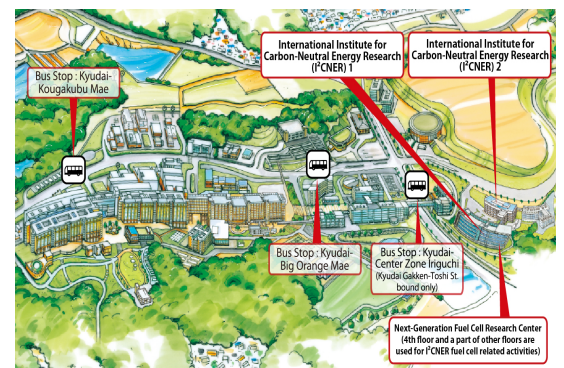 International Institute for
Carbon-Neutral Energy Research
(I²CNER) 1
International Institute for
Carbon-Neutral Energy Research
(I²CNER) 2
Bus Stop : Kyudai-
Kougakubu Mae
Bus Stop : Kyudai-
Big Orange Mae
Bus Stop : Kyudai-
Center Zone Iriguchi
(Kyudai Gakken-Toshi St.
bound only)
Next-Generation Fuel Cell Research Center
(4th floor and a part of other floors are
used for I²CNER fuel cell related activities)